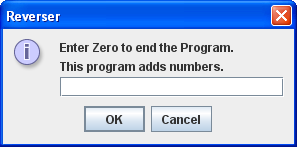 Reverser
Enter Zero to end the Program.
This program adds numbers.
OK Cancel